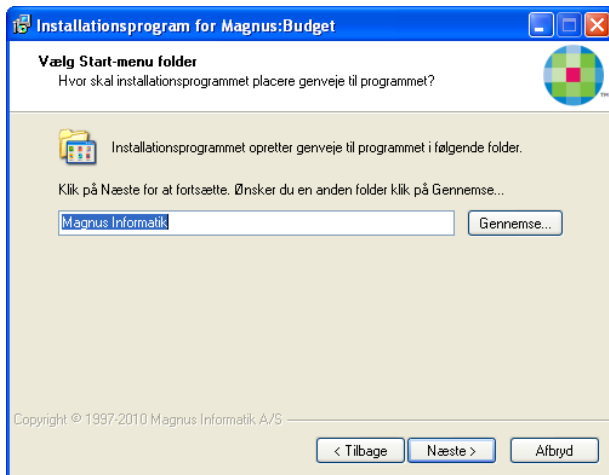 Installationsprogram for Magnus:Budget
Vælg Start-menu folder
Hvor skal installationsprogrammet placere genveje til programmet?
TM
Installationsprogrammet opretter genveje til programmet i følgende folder.
Klik på Næste for at fortsætte. Ønsker du en anden folder klik på Gennemse...
Magnus Informatik
Gennemse...
Copyright © 1997-2010 Magnus Informatik A/S
< Tilbage
Næste >
Afbryd